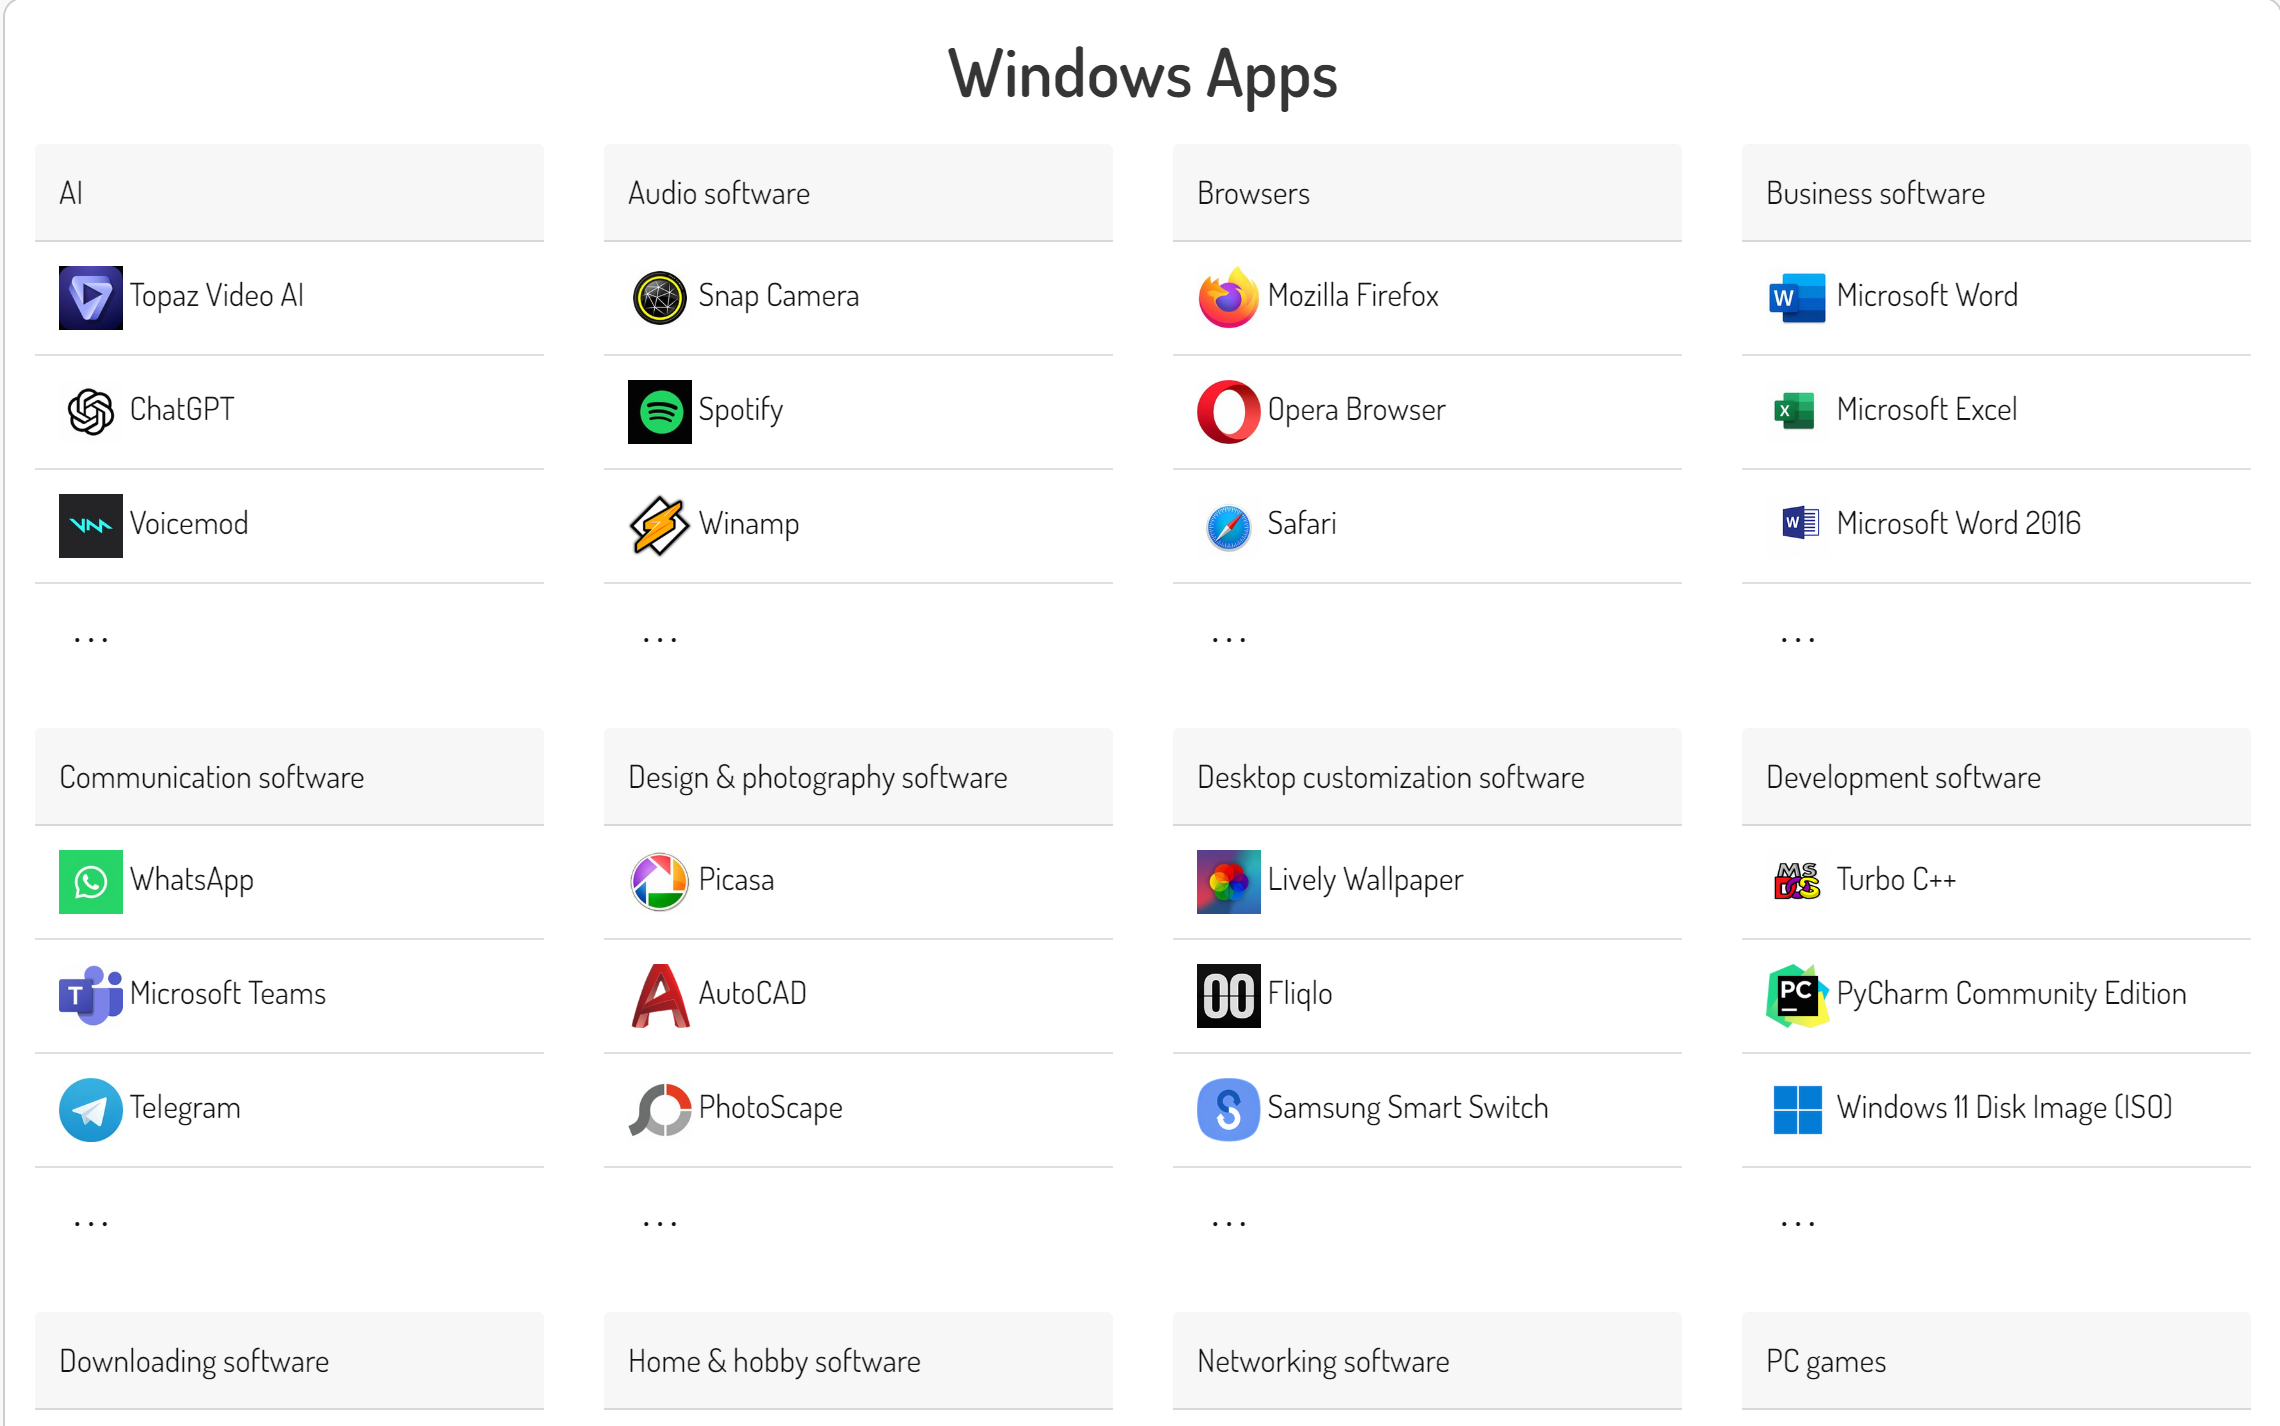 Windows Apps
AI
Topaz Video AI
ChatGPT
Voicemod
...
Audio software
Snap Camera
Spotify
Winamp
...
Browsers
Mozilla Firefox
Opera Browser
Safari
...
Business software
W Microsoft Word
X Microsoft Excel
W Microsoft Word 2016
...
Communication software
WhatsApp
T Microsoft Teams
Telegram
...
Design & photography software
Picasa
AutoCAD
PhotoScape
...
Desktop customization software
Lively Wallpaper
00 Fliqlo
Samsung Smart Switch
...
Development software
MS DOS Turbo C++
PC PyCharm Community Edition
Windows 11 Disk Image (ISO)
...
Downloading software
Home & hobby software
Networking software
PC games